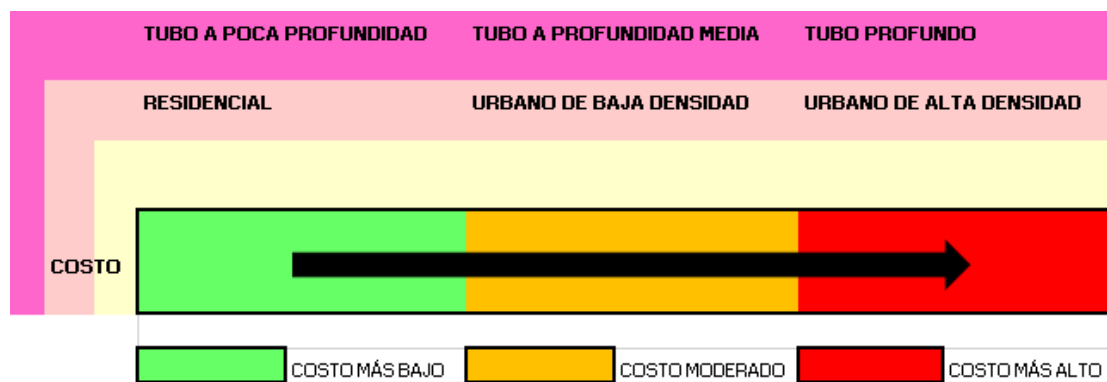 TUBO A POCA PROFUNDIDAD TUBO A PROFUNDIDAD MEDIA TUBO PROFUNDO
RESIDENCIAL URBANO DE BAJA DENSIDAD URBANO DE ALTA DENSIDAD
COSTO
COSTO MÁS BAJO COSTO MODERADO COSTO MÁS ALTO